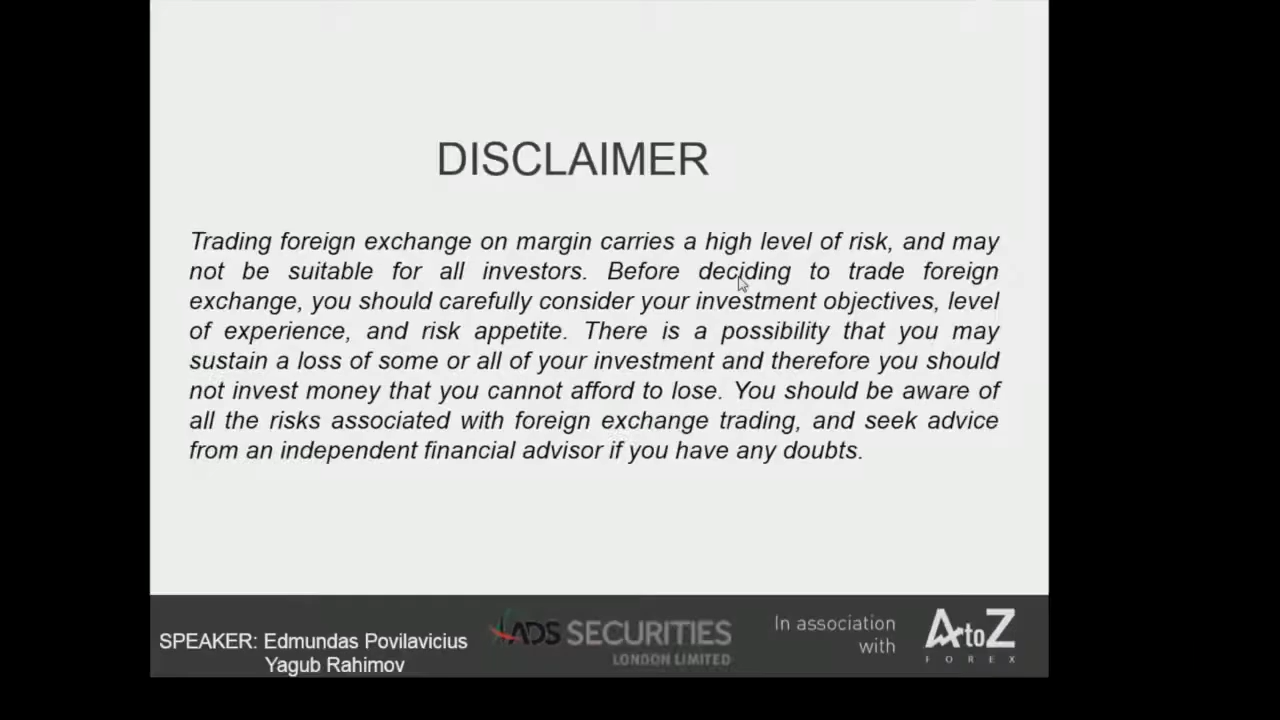 DISCLAIMER
Trading foreign exchange on margin carries a high level of risk, and may
not be suitable for all investors. Before deciding to trade foreign
exchange, you should carefully consider your investment objectives, level
of experience, and risk appetite. There is a possibility that you may
sustain a loss of some or all of your investment and therefore you should
not invest money that you cannot afford to lose. You should be aware of
all the risks associated with foreign exchange trading, and seek advice
from an independent financial advisor if you have any doubts.
SPEAKER: Edmundas Povilavicius
Yagub Rahimov
ADS SECURITIES
LONDON LIMITED
In association
with
AtoZ
FOREX